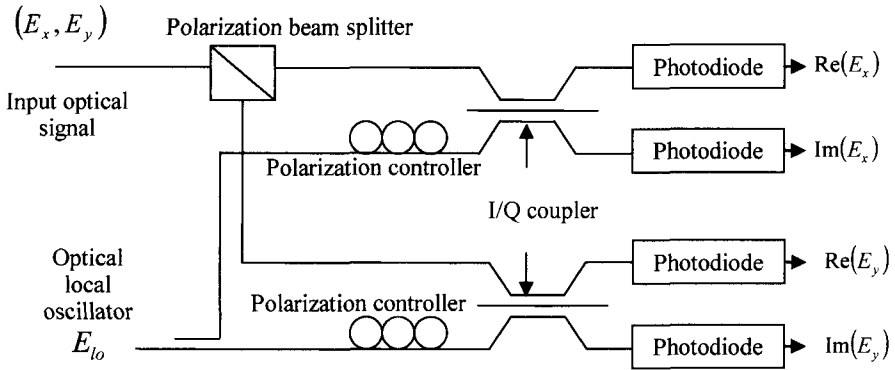 (E_x, E_y)
Polarization beam splitter
Input optical
signal
Photodiode
Re(E_x)
Photodiode
Im(E_x)
Polarization controller
I/Q coupler
Optical
local
oscillator
E_lo
Polarization controller
Photodiode
Re(E_y)
Photodiode
Im(E_y)